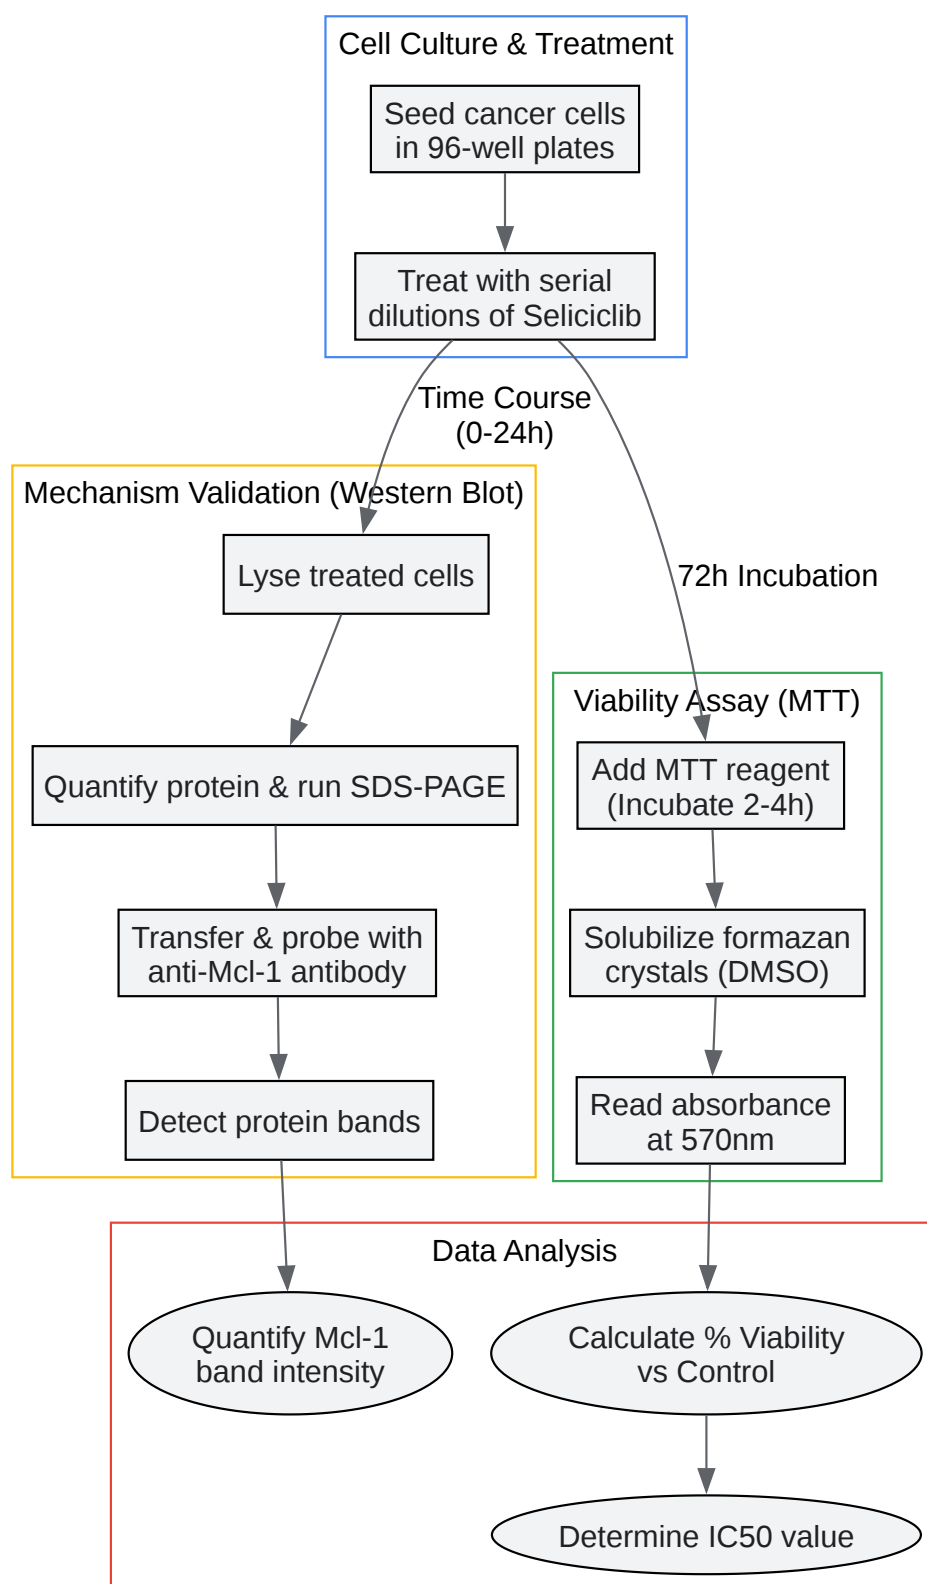 Cell Culture & Treatment
Seed cancer cells
in 96-well plates
Treat with serial
dilutions of Seliciclib
Time Course
(0-24h)
Mechanism Validation (Western Blot)
Lyse treated cells
72h Incubation
Viability Assay (MTT)
Quantify protein & run SDS-PAGE
Add MTT reagent
(Incubate 2-4h)
Transfer & probe with
anti-Mcl-1 antibody
Solubilize formazan
crystals (DMSO)
Detect protein bands
Read absorbance
at 570nm
Data Analysis
Quantify Mcl-1
band intensity
Calculate % Viability
vs Control
Determine IC50 value